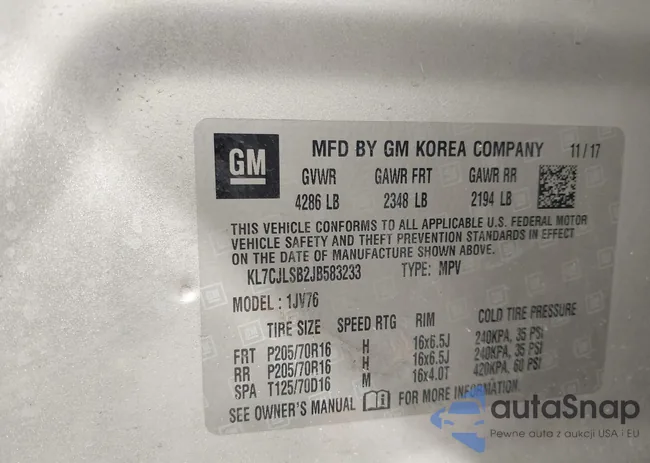 GM
MFD BY GM KOREA COMPANY 11/17
GVWR GAWR FRT GAWR RR
4286 LB 2348 LB 2194 LB
THIS VEHICLE CONFORMS TO ALL APPLICABLE U.S. FEDERAL MOTOR
VEHICLE SAFETY AND THEFT PREVENTION STANDARDS IN EFFECT
ON THE DATE OF MANUFACTURE SHOWN ABOVE.
KL7CJLSB2JB583233 TYPE: MPV
MODEL: 1JV76
TIRE SIZE SPEED RTG RIM COLD TIRE PRESSURE
FRT P205/70R16 H 16x6.5J 240KPA, 35 PSI
RR P205/70R16 H 16x6.5J 240KPA, 35 PSI
SPA T125/70D16 M 16x4.0T 420KPA, 60 PSI
SEE OWNER'S MANUAL FOR MORE INFORMATION.
autaSnap
Pewne auta z aukcji USA i EU